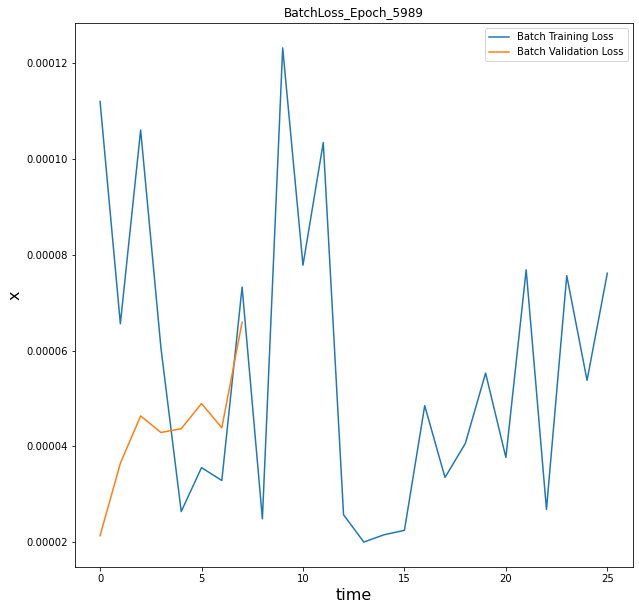 BatchLoss_Epoch_5989
Batch Training Loss
Batch Validation Loss
0.00012
0.00010
0.00008
0.00006
0.00004
0.00002
x
0 5 10 15 20 25
time